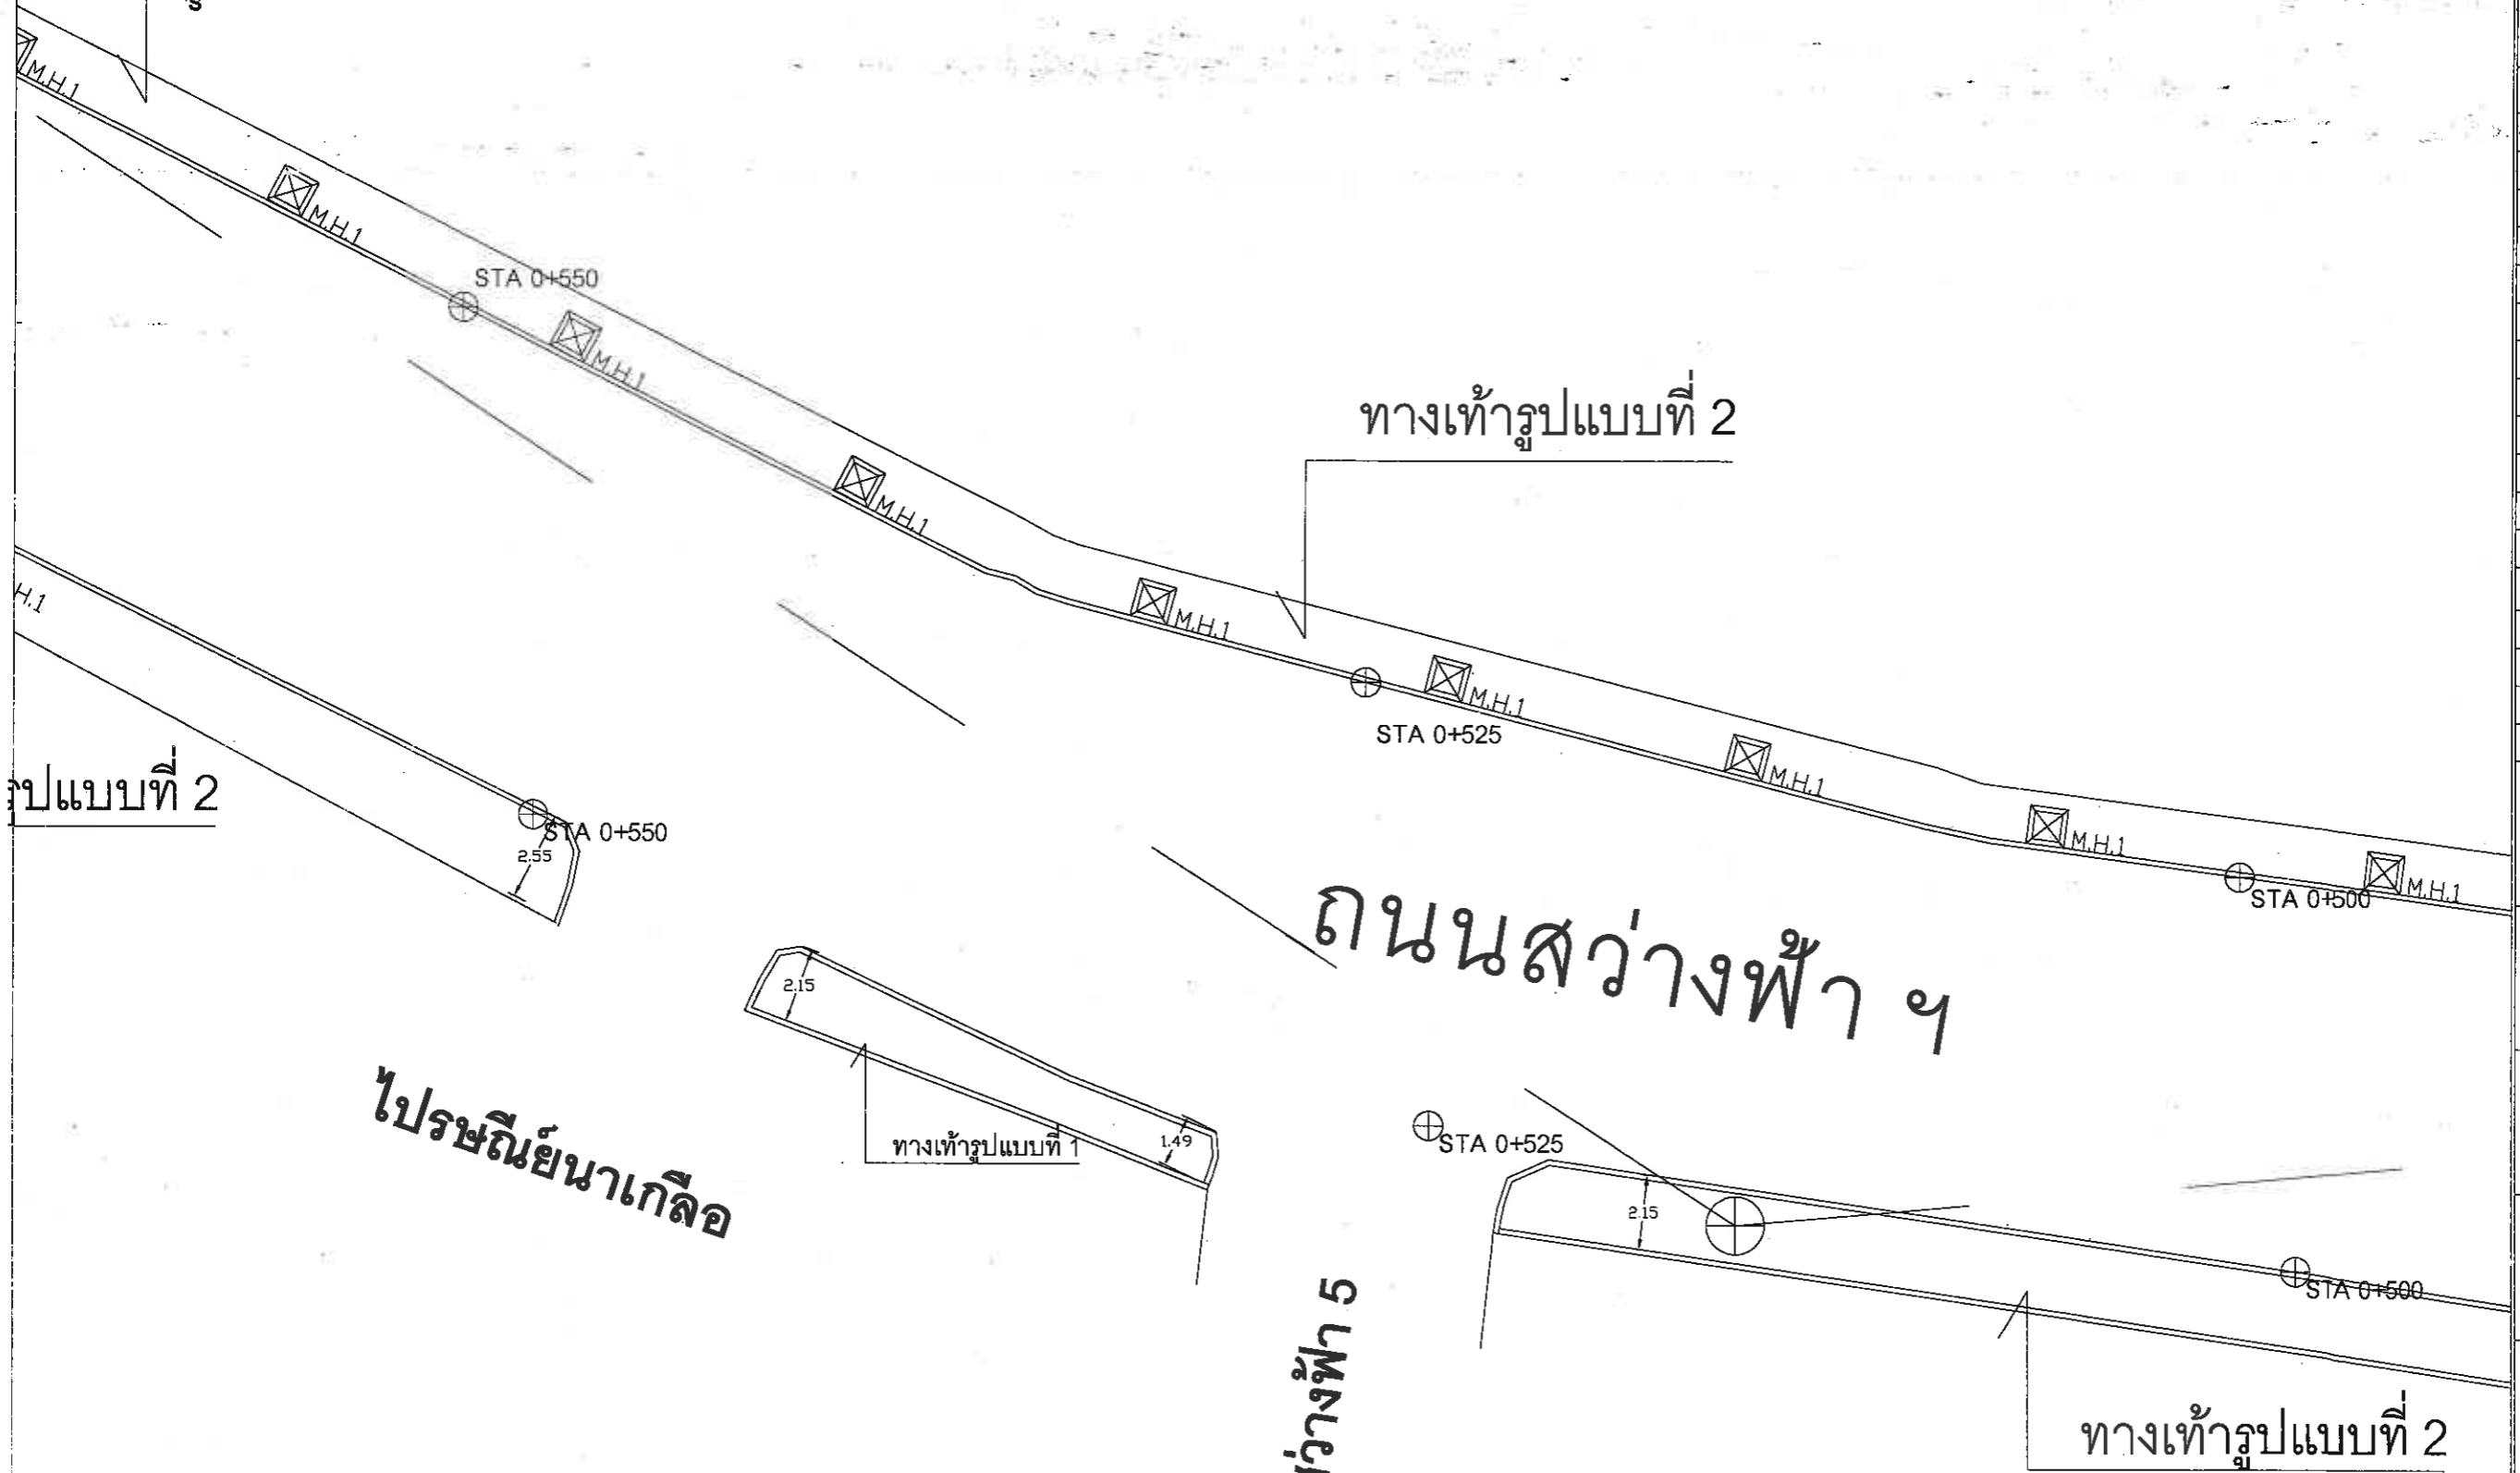 M.H.1
M.H.1
STA 0+550
M.H.1
ทางเท้ารูปแบบที่ 2
M.H.1
H.1
M.H.1
M.H.1
STA 0+525
M.H.1
รูปแบบที่ 2
STA 0+550
2.55
M.H.1
M.H.1
STA 0+500
ถนนสว่างฟ้า ฯ
2.15
ไปรษณีย์นาเกลือ
ทางเท้ารูปแบบที่ 1
1.49
STA 0+525
2.15
STA 0+500
สว่างฟ้า 5
ทางเท้ารูปแบบที่ 2